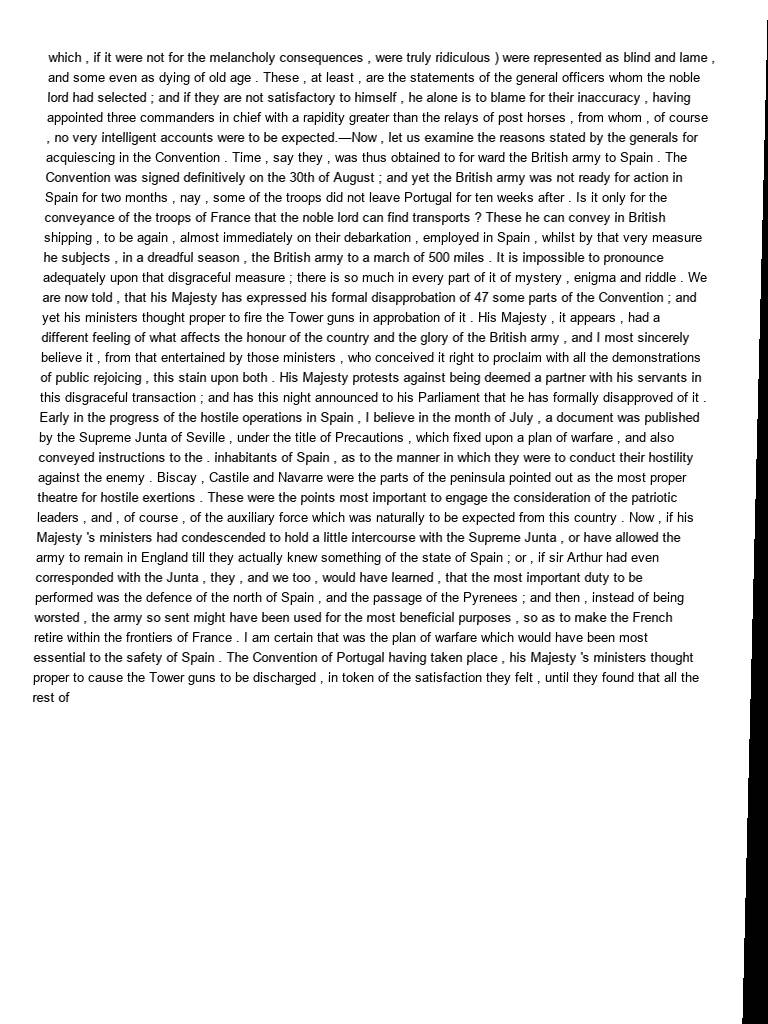 which , if it were not for the melancholy consequences , were truly ridiculous ) were represented as blind and lame ,
and some even as dying of old age . These , at least , are the statements of the general officers whom the noble
lord had selected ; and if they are not satisfactory to himself , he alone is to blame for their inaccuracy , having
appointed three commanders in chief with a rapidity greater than the relays of post horses , from whom , of course
, no very intelligent accounts were to be expected.—Now , let us examine the reasons stated by the generals for
acquiescing in the Convention . Time , say they , was thus obtained to for ward the British army to Spain . The
Convention was signed definitively on the 30th of August ; and yet the British army was not ready for action in
Spain for two months , nay , some of the troops did not leave Portugal for ten weeks after . Is it only for the
conveyance of the troops of France that the noble lord can find transports ? These he can convey in British
shipping , to be again , almost immediately on their debarkation , employed in Spain , whilst by that very measure
he subjects , in a dreadful season , the British army to a march of 500 miles . It is impossible to pronounce
adequately upon that disgraceful measure ; there is so much in every part of it of mystery , enigma and riddle . We
are now told , that his Majesty has expressed his formal disapprobation of 47 some parts of the Convention ; and
yet his ministers thought proper to fire the Tower guns in approbation of it . His Majesty , it appears , had a
different feeling of what affects the honour of the country and the glory of the British army , and I most sincerely
believe it , from that entertained by those ministers , who conceived it right to proclaim with all the demonstrations
of public rejoicing , this stain upon both . His Majesty protests against being deemed a partner with his servants in
this disgraceful transaction ; and has this night announced to his Parliament that he has formally disapproved of it .
Early in the progress of the hostile operations in Spain , I believe in the month of July , a document was published
by the Supreme Junta of Seville , under the title of Precautions , which fixed upon a plan of warfare , and also
conveyed instructions to the . inhabitants of Spain , as to the manner in which they were to conduct their hostility
against the enemy . Biscay , Castile and Navarre were the parts of the peninsula pointed out as the most proper
theatre for hostile exertions . These were the points most important to engage the consideration of the patriotic
leaders , and , of course , of the auxiliary force which was naturally to be expected from this country . Now , if his
Majesty 's ministers had condescended to hold a little intercourse with the Supreme Junta , or have allowed the
army to remain in England till they actually knew something of the state of Spain ; or , if sir Arthur had even
corresponded with the Junta , they , and we too , would have learned , that the most important duty to be
performed was the defence of the north of Spain , and the passage of the Pyrenees ; and then , instead of being
worsted , the army so sent might have been used for the most beneficial purposes , so as to make the French
retire within the frontiers of France . I am certain that was the plan of warfare which would have been most
essential to the safety of Spain . The Convention of Portugal having taken place , his Majesty 's ministers thought
proper to cause the Tower guns to be discharged , in token of the satisfaction they felt , until they found that all the
rest of